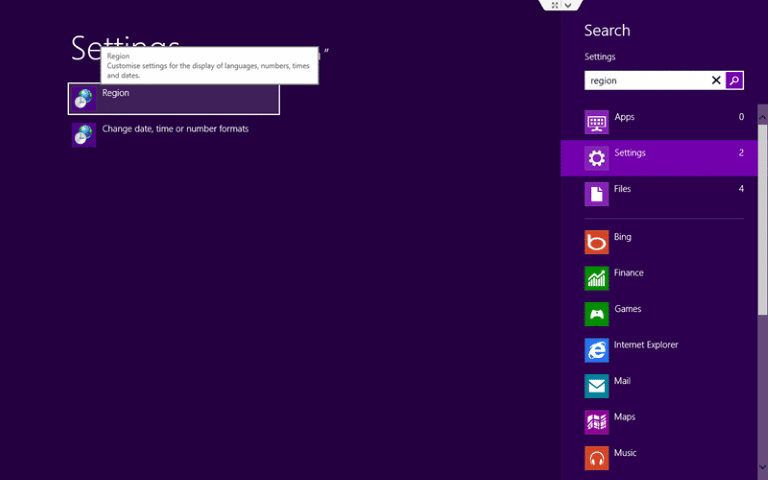 Settings
Region
Customise settings for the display of languages, numbers, times
and dates.
Region
Change date, time or number formats
Search
Settings
region
Apps 0
Settings 2
Files 4
Bing
Finance
Games
Internet Explorer
Mail
Maps
Music